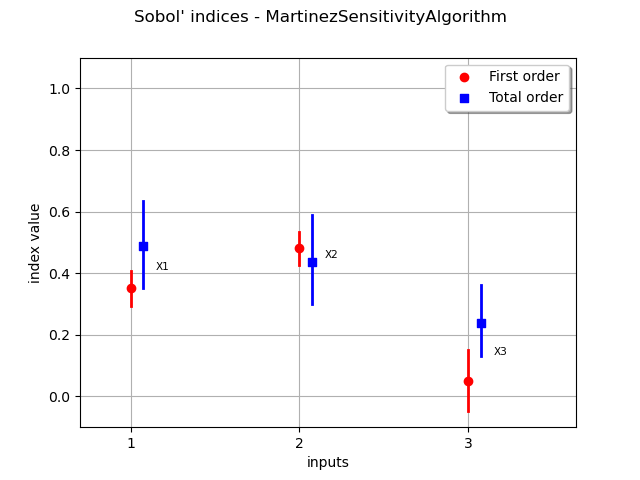 Sobol' indices - MartinezSensitivityAlgorithm
First order
Total order
index value
1.0
0.8
0.6
0.4
0.2
0.0
X1
X2
X3
1 2 3
inputs